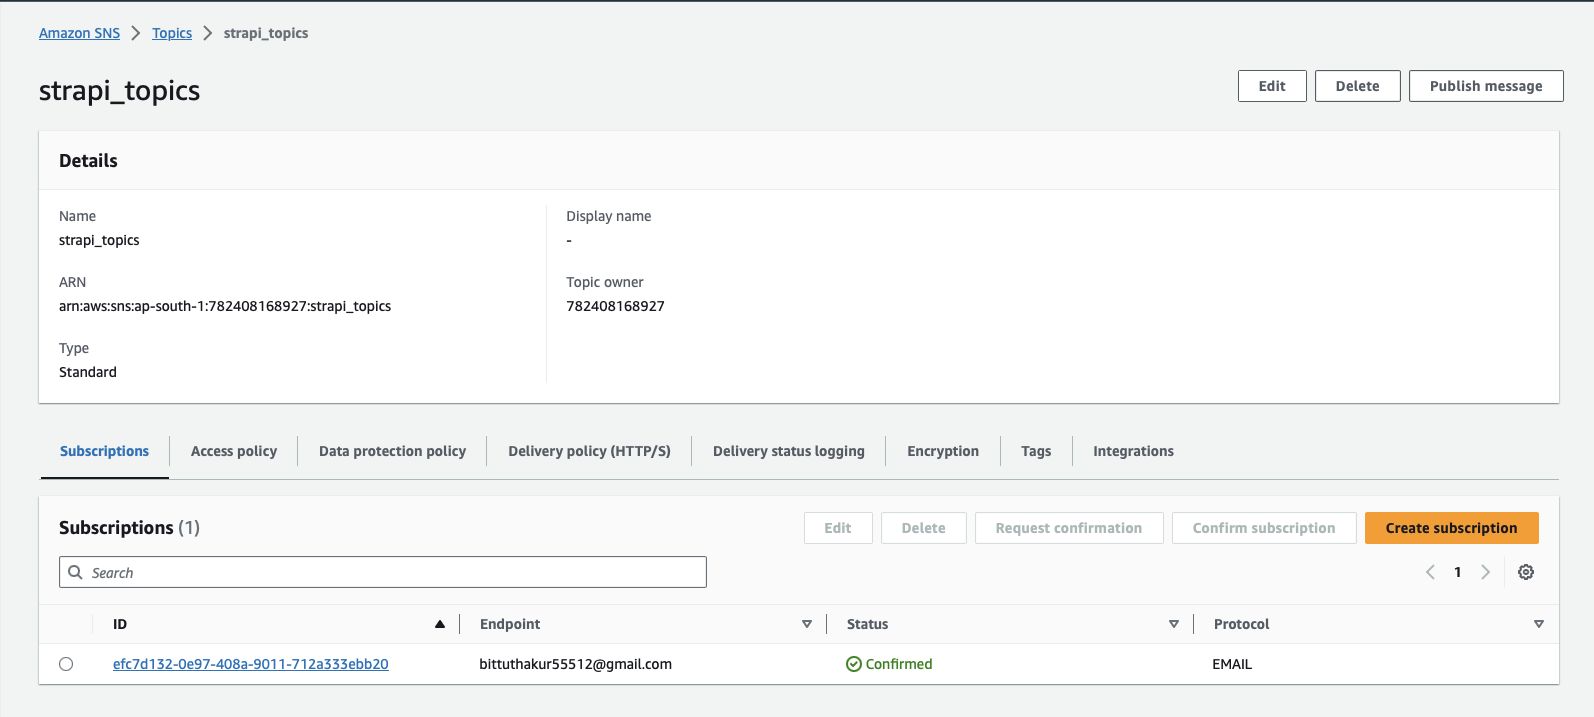 Amazon SNS > Topics > strapi_topics
strapi_topics
Edit Delete Publish message
Details
Name Display name
strapi_topics -
ARN Topic owner
arn:aws:sns:ap-south-1:782408168927:strapi_topics 782408168927
Type
Standard
Subscriptions Access policy Data protection policy Delivery policy (HTTP/S) Delivery status logging Encryption Tags Integrations
Subscriptions (1) Edit Delete Request confirmation Confirm subscription Create subscription
Search 1
ID Endpoint Status Protocol
efc7d132-0e97-408a-9011-712a333ebb20 bittuthakur55512@gmail.com Confirmed EMAIL